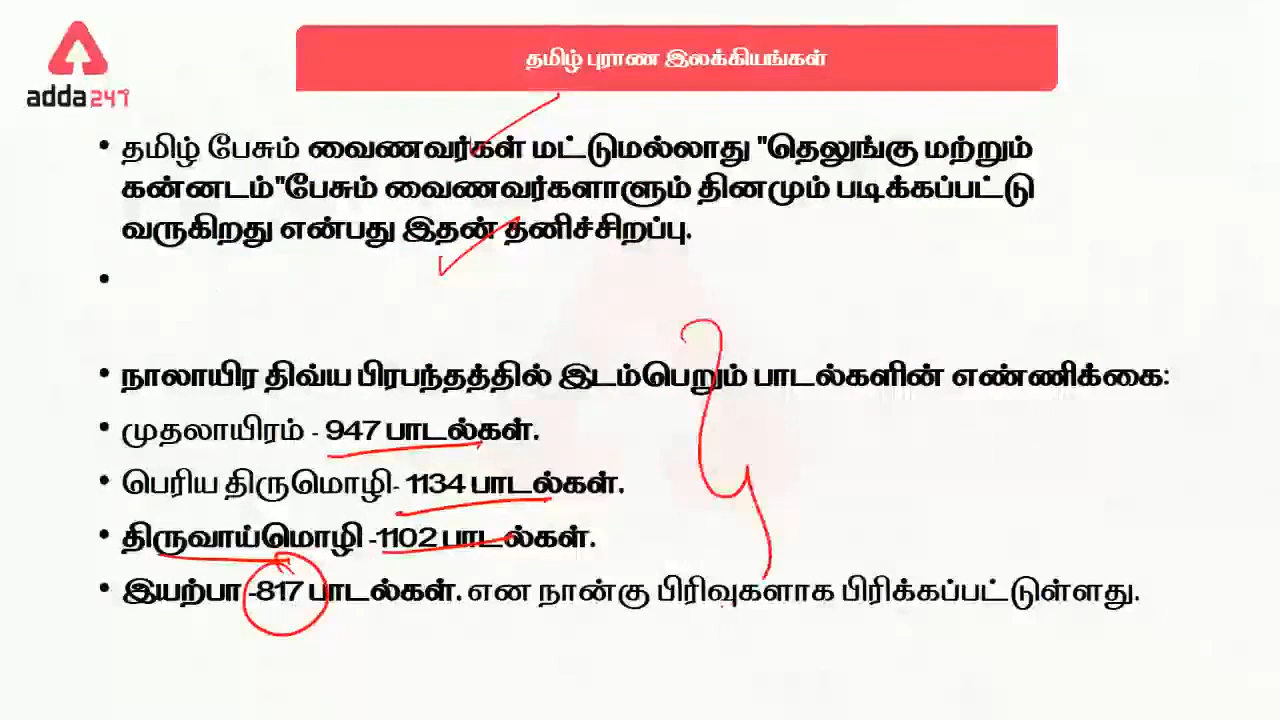 adda247
தமிழ் புராண இலக்கியங்கள்
• தமிழ் பேசும் வைணவர்கள் மட்டுமல்லாது "தெலுங்கு மற்றும்
கன்னடம்"பேசும் வைணவர்களாளும் தினமும் படிக்கப்பட்டு
வருகிறது என்பது இதன் தனிச்சிறப்பு.
•
• நாலாயிர திவ்ய பிரபந்தத்தில் இடம்பெறும் பாடல்களின் எண்ணிக்கை:
• முதலாயிரம் - 947 பாடல்கள்.
• பெரிய திருமொழி- 1134 பாடல்கள்.
• திருவாய்மொழி -1102 பாடல்கள்.
• இயற்பா -817 பாடல்கள். என நான்கு பிரிவுகளாக பிரிக்கப்பட்டுள்ளது.